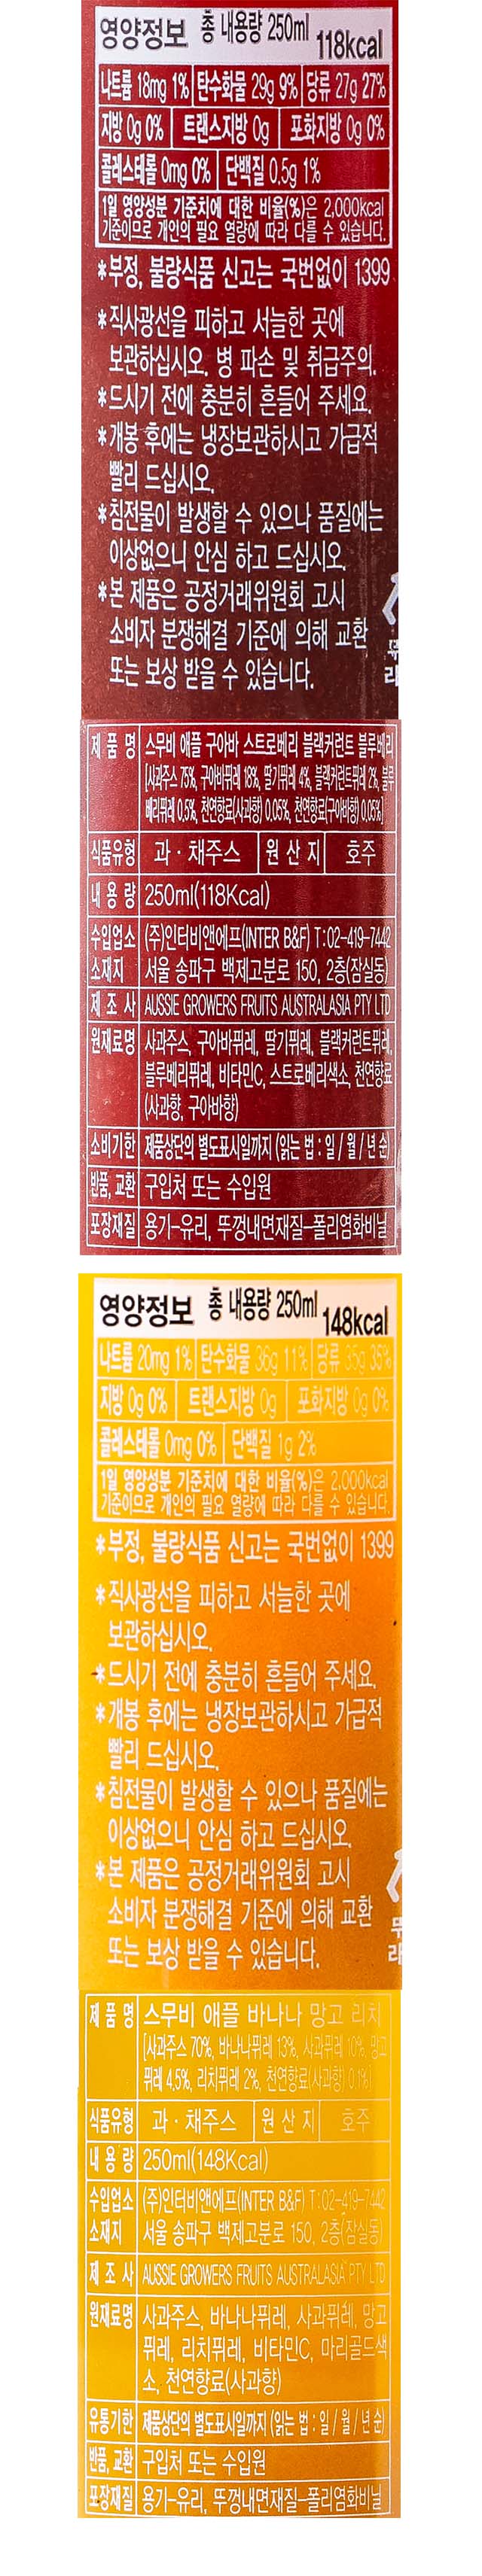 영양정보 총 내용량 250ml 118kcal
나트륨 18mg 1% 탄수화물 29g 9% 당류 27g 27%
지방 0g 0% 트랜스지방 0g 포화지방 0g 0%
콜레스테롤 0mg 0% 단백질 0.5g 1%
1일 영양성분 기준치에 대한 비율(%)은 2,000kcal
기준이므로 개인의 필요 열량에 따라 다를 수 있습니다.
*부정, 불량식품 신고는 국번없이 1399
*직사광선을 피하고 서늘한 곳에
보관하십시오. 병 파손 및 취급주의.
*드시기 전에 충분히 흔들어 주세요.
*개봉 후에는 냉장보관하시고 가급적
빨리 드십시오.
*침전물이 발생할 수 있으나 품질에는
이상없으니 안심 하고 드십시오.
*본 제품은 공정거래위원회 고시
소비자 분쟁해결 기준에 의해 교환
또는 보상 받을 수 있습니다.
제 품 명 스무비 애플 구아바 스트로베리 블랙커런트 블루베리
[사과주스 75%, 구아바퓌레 18%, 딸기퓌레 4%, 블랙커런트퓌레 2%, 블루
베리퓌레 0.5%, 천연향료(사과향) 0.05%, 천연향료(구아바향) 0.05%]
식품유형 과·채주스 원 산 지 호주
내 용 량 250ml(118Kcal)
수입업소 (주)인터비앤에프(INTER B&F) T:02-419-7442
소재지 서울 송파구 백제고분로 150, 2층(잠실동)
제 조 사 AUSSIE GROWERS FRUITS AUSTRALASIA PTY LTD
원재료명 사과주스, 구아바퓌레, 딸기퓌레, 블랙커런트퓌레,
블루베리퓌레, 비타민C, 스트로베리색소, 천연향료
(사과향, 구아바향)
소비기한 제품상단의 별도표시일까지 (읽는 법 : 일 / 월 / 년 순)
반품, 교환 구입처 또는 수입원
포장재질 용기-유리, 뚜껑내면재질-폴리염화비닐
영양정보 총 내용량 250ml 148kcal
나트륨 20mg 1% 탄수화물 36g 11% 당류 35g 35%
지방 0g 0% 트랜스지방 0g 포화지방 0g 0%
콜레스테롤 0mg 0% 단백질 1g 2%
1일 영양성분 기준치에 대한 비율(%)은 2,000kcal
기준이므로 개인의 필요 열량에 따라 다를 수 있습니다.
*부정, 불량식품 신고는 국번없이 1399
*직사광선을 피하고 서늘한 곳에
보관하십시오.
*드시기 전에 충분히 흔들어 주세요.
*개봉 후에는 냉장보관하시고 가급적
빨리 드십시오.
*침전물이 발생할 수 있으나 품질에는
이상없으니 안심 하고 드십시오.
*본 제품은 공정거래위원회 고시
소비자 분쟁해결 기준에 의해 교환
또는 보상 받을 수 있습니다.
제 품 명 스무비 애플 바나나 망고 리치
[사과주스 70%, 바나나퓌레 13%, 사과퓌레 10%, 망고
퓌레 4.5%, 리치퓌레 2%, 천연향료(사과향) 0.1%]
식품유형 과·채주스 원 산 지 호주
내 용 량 250ml(148Kcal)
수입업소 (주)인터비앤에프(INTER B&F) T:02-419-7442
소재지 서울 송파구 백제고분로 150, 2층(잠실동)
제 조 사 AUSSIE GROWERS FRUITS AUSTRALASIA PTY LTD
원재료명 사과주스, 바나나퓌레, 사과퓌레, 망고
퓌레, 리치퓌레, 비타민C, 마리골드색
소, 천연향료(사과향)
유통기한 제품상단의 별도표시일까지 (읽는 법 : 일 / 월 / 년 순)
반품, 교환 구입처 또는 수입원
포장재질 용기-유리, 뚜껑내면재질-폴리염화비닐